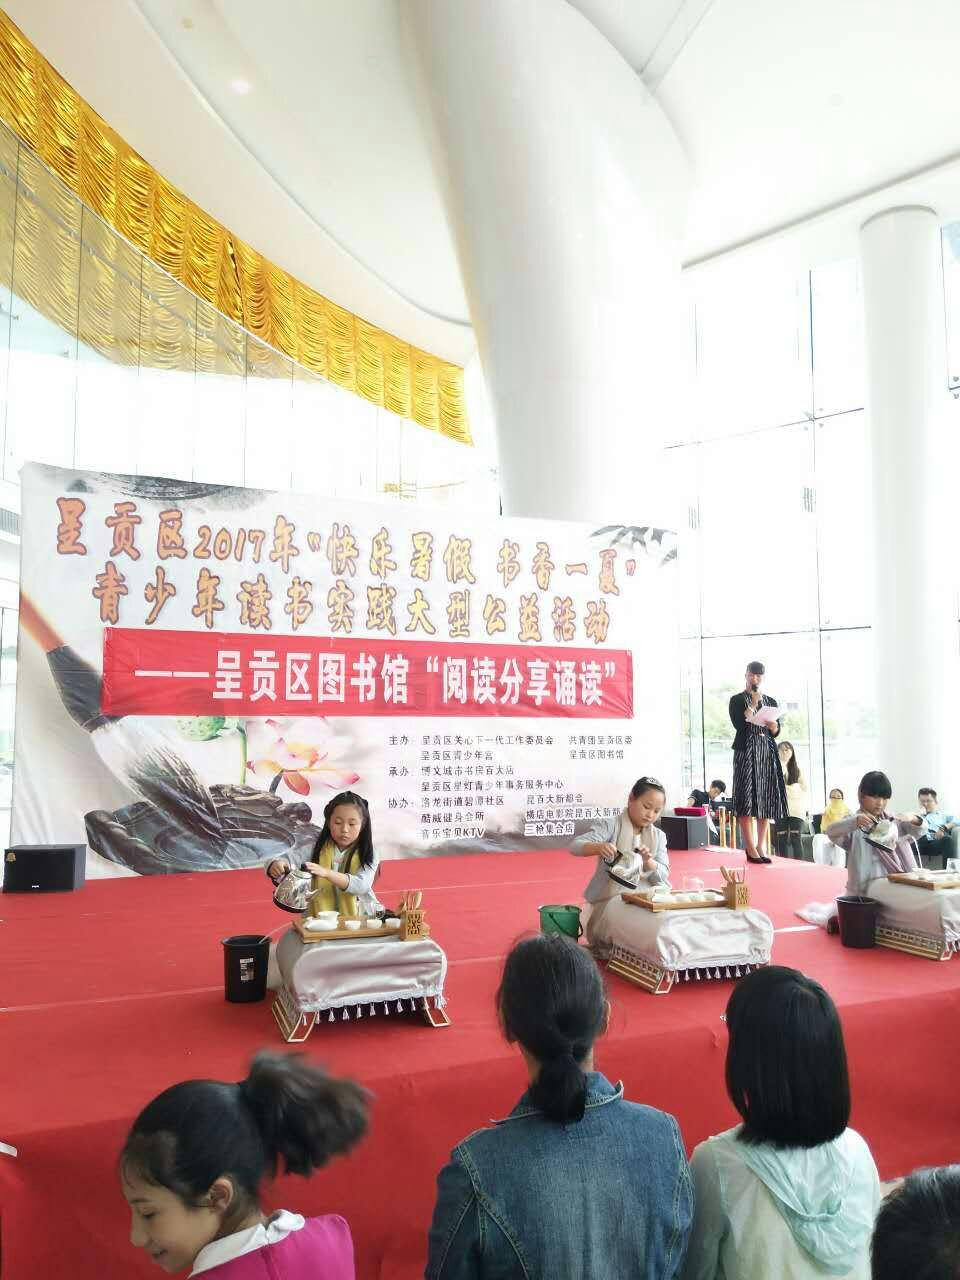 呈贡区2017年"快乐暑假 书香一夏"
青少年读书实践大型公益活动
——呈贡区图书馆“阅读分享诵读”
主办：呈贡区关心下一代工作委员会 共青团呈贡区委
呈贡区青少年宫 呈贡区图书馆
承办：博文城市书房百大店
呈贡区星灯青少年事务服务中心
协办：洛龙街道碧潭社区 昆百大新都会
酷威健身会所 横店电影院昆百大新都
音乐宝贝KTV 三枪集合店